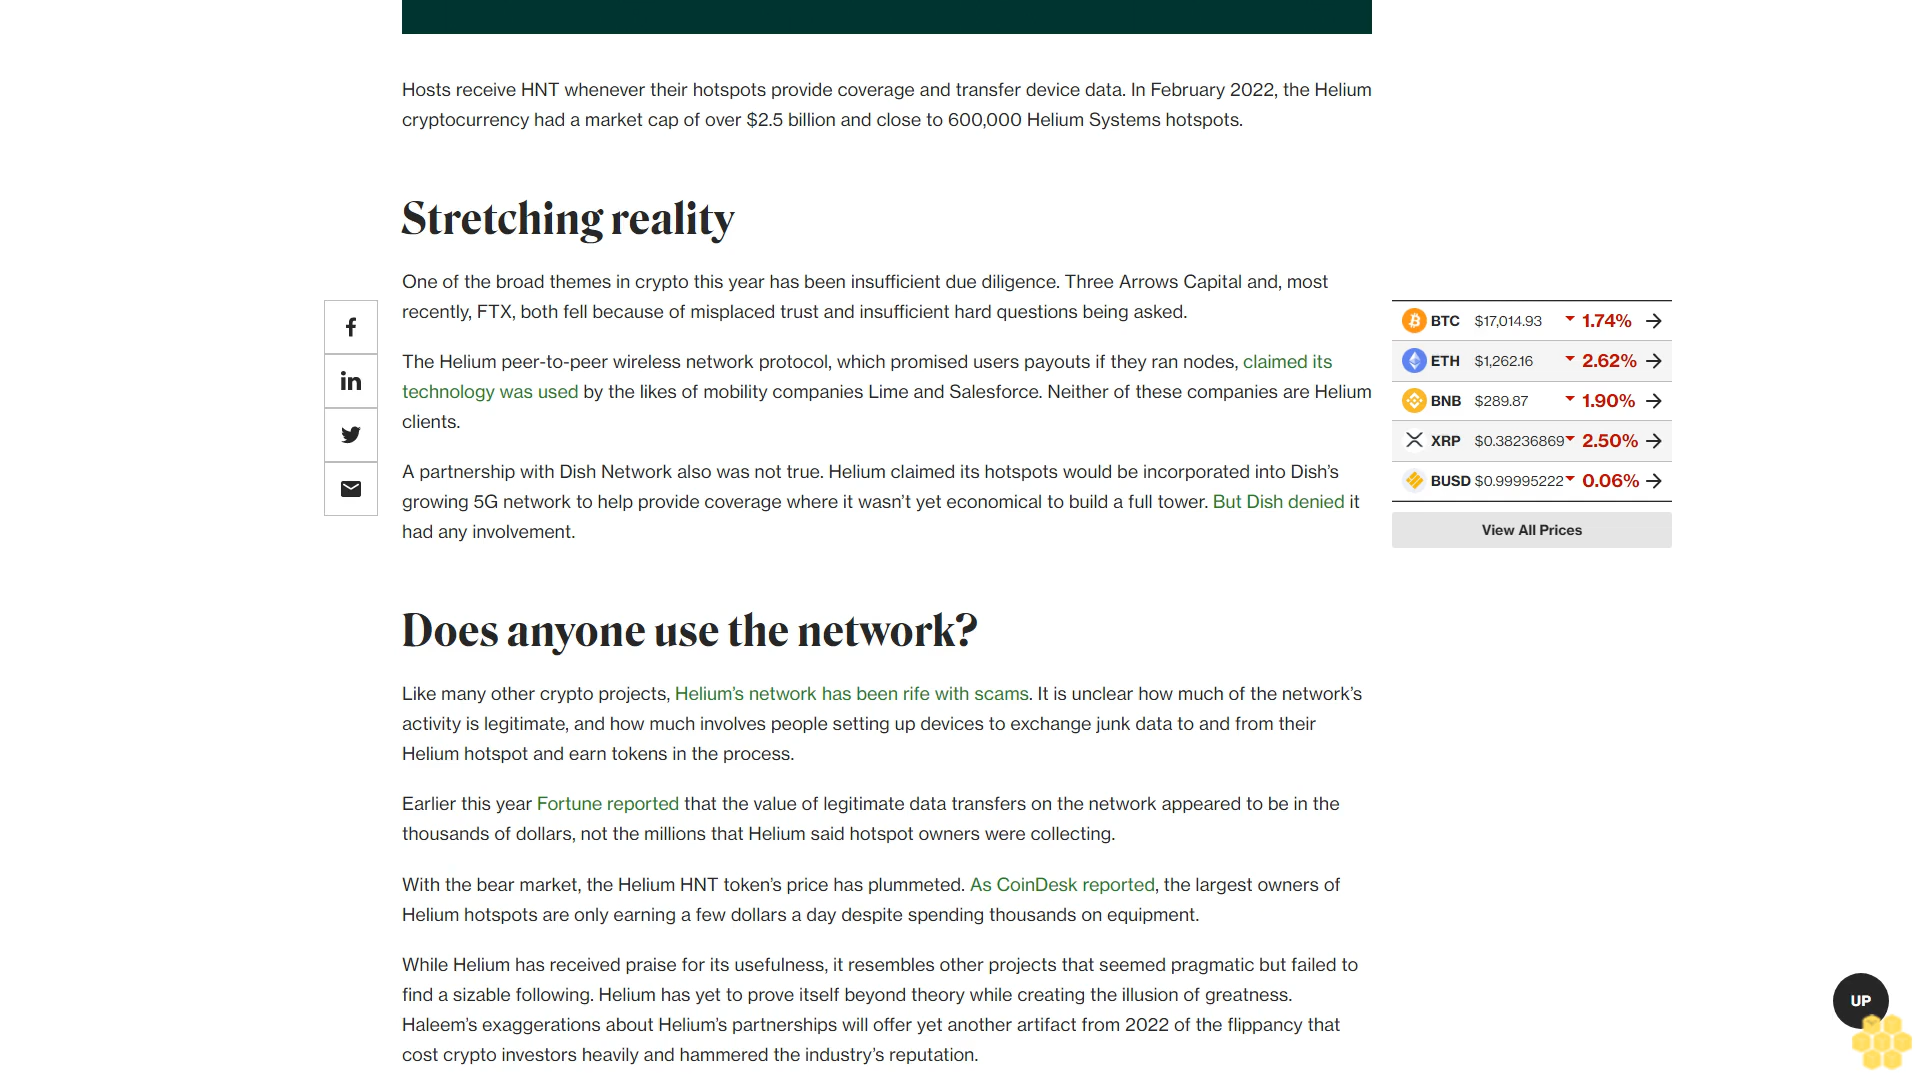 Hosts receive HNT whenever their hotspots provide coverage and transfer device data. In February 2022, the Helium
cryptocurrency had a market cap of over $2.5 billion and close to 600,000 Helium Systems hotspots.
Stretching reality
One of the broad themes in crypto this year has been insufficient due diligence. Three Arrows Capital and, most
recently, FTX, both fell because of misplaced trust and insufficient hard questions being asked.
The Helium peer-to-peer wireless network protocol, which promised users payouts if they ran nodes, claimed its
technology was used by the likes of mobility companies Lime and Salesforce. Neither of these companies are Helium
clients.
A partnership with Dish Network also was not true. Helium claimed its hotspots would be incorporated into Dish’s
growing 5G network to help provide coverage where it wasn’t yet economical to build a full tower. But Dish denied it
had any involvement.
Does anyone use the network?
Like many other crypto projects, Helium’s network has been rife with scams. It is unclear how much of the network’s
activity is legitimate, and how much involves people setting up devices to exchange junk data to and from their
Helium hotspot and earn tokens in the process.
Earlier this year Fortune reported that the value of legitimate data transfers on the network appeared to be in the
thousands of dollars, not the millions that Helium said hotspot owners were collecting.
With the bear market, the Helium HNT token’s price has plummeted. As CoinDesk reported, the largest owners of
Helium hotspots are only earning a few dollars a day despite spending thousands on equipment.
While Helium has received praise for its usefulness, it resembles other projects that seemed pragmatic but failed to
find a sizable following. Helium has yet to prove itself beyond theory while creating the illusion of greatness.
Haleem’s exaggerations about Helium’s partnerships will offer yet another artifact from 2022 of the flippancy that
cost crypto investors heavily and hammered the industry’s reputation.
BTC $17,014.93 1.74%
ETH $1,262.16 2.62%
BNB $289.87 1.90%
XRP $0.38236869 2.50%
BUSD $0.99995222 0.06%
View All Prices
UP